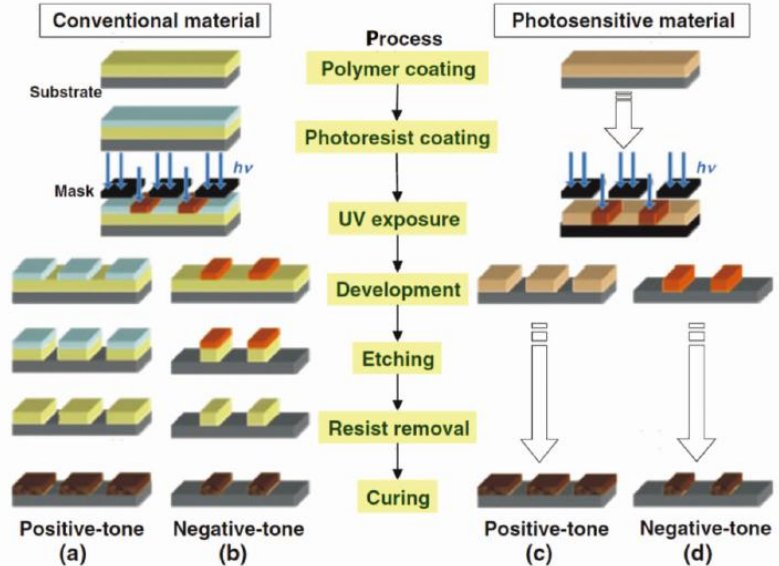 Conventional material
Process
Photosensitive material
Polymer coating
Substrate
Photoresist coating
hν
hν
Mask
UV exposure
Development
Etching
Resist removal
Curing
Positive-tone
Negative-tone
Positive-tone
Negative-tone
(a)
(b)
(c)
(d)